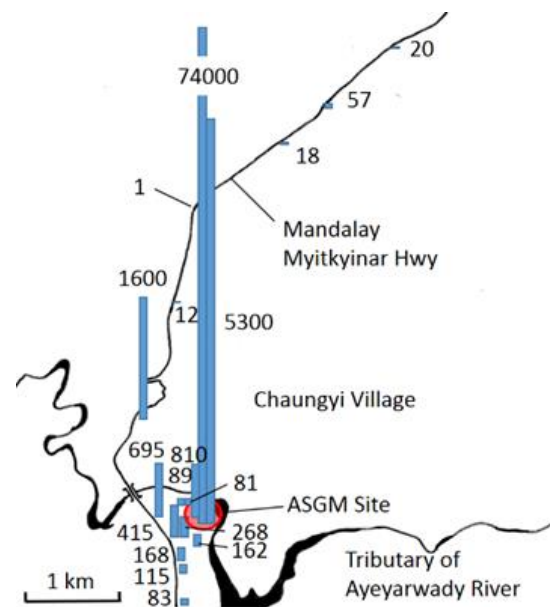 20
74000
57
18
1
Mandalay
Myitkyinar Hwy
1600
12
5300
Chaungyi Village
695
810
89
81
ASGM Site
415
268
162
168
Tributary of
Ayeyarwady River
115
1 km
83